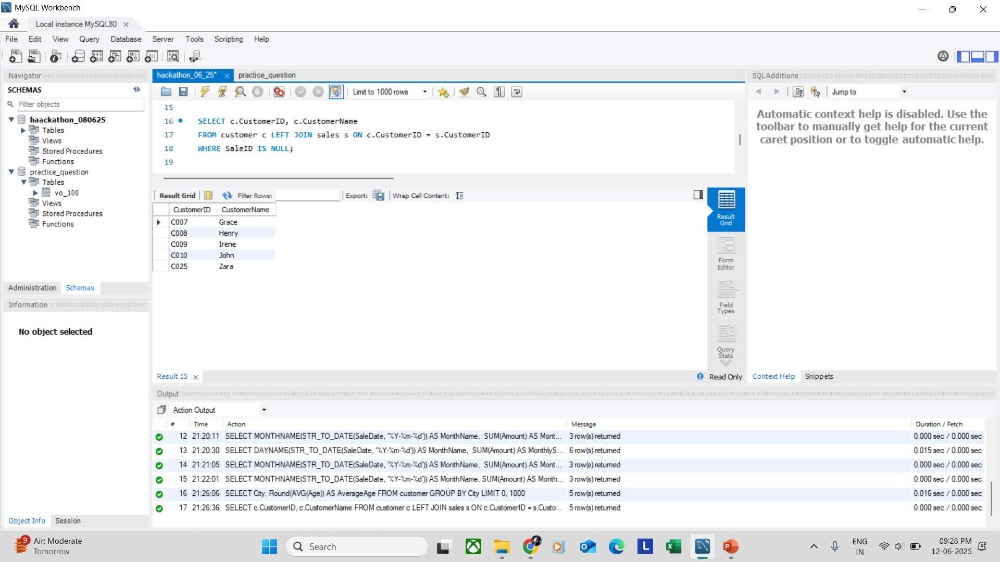 MySQL Workbench
Local instance MySQL80
File Edit View Query Database Server Tools Scripting Help
Navigator
SCHEMAS
Filter objects
haackathon_080625
Tables
Views
Stored Procedures
Functions
practice_question
Tables
vo_100
Views
Stored Procedures
Functions
Administration Schemas
Information
No object selected
Object Info Session
hackathon_06_25* practice_question
Limit to 1000 rows
15
16 SELECT c.CustomerID, c.CustomerName
17 FROM customer c LEFT JOIN sales s ON c.CustomerID = s.CustomerID
18 WHERE SaleID IS NULL;
19
Result Grid Filter Rows: Export: Wrap Cell Content:
CustomerID CustomerName
C007 Grace
C008 Henry
C009 Irene
C010 John
C025 Zara
Result
Grid
Form
Editor
Field
Types
Query
Stats
Result 15
Read Only
SQLAdditions
Jump to
Automatic context help is disabled. Use the
toolbar to manually get help for the current
caret position or to toggle automatic help.
Context Help Snippets
Output
Action Output
# Time Action Message Duration / Fetch
12 21:20:11 SELECT MONTHNAME(STR_TO_DATE(SaleDate, '%Y-%m-%d')) AS MonthName, SUM(Amount) AS Mont... 3 row(s) returned 0.000 sec / 0.000 sec
13 21:20:30 SELECT DAYNAME(STR_TO_DATE(SaleDate, '%Y-%m-%d')) AS MonthName, SUM(Amount) AS MonthlyS... 6 row(s) returned 0.015 sec / 0.000 sec
14 21:21:05 SELECT MONTHNAME(STR_TO_DATE(SaleDate, '%Y-%m-%d')) AS MonthName, SUM(Amount) AS Mont... 3 row(s) returned 0.000 sec / 0.000 sec
15 21:22:01 SELECT MONTHNAME(STR_TO_DATE(SaleDate, '%Y-%m-%d')) AS MonthName, SUM(Amount) AS Month... 3 row(s) returned 0.000 sec / 0.000 sec
16 21:26:06 SELECT City, Round(AVG(Age)) AS AverageAge FROM customer GROUP BY City LIMIT 0, 1000 5 row(s) returned 0.016 sec / 0.000 sec
17 21:26:36 SELECT c.CustomerID, c.CustomerName FROM customer c LEFT JOIN sales s ON c.CustomerID = s.Custo... 5 row(s) returned 0.000 sec / 0.000 sec
9
Air: Moderate
Tomorrow
Search
L
ENG
IN
09:28 PM
12-06-2025